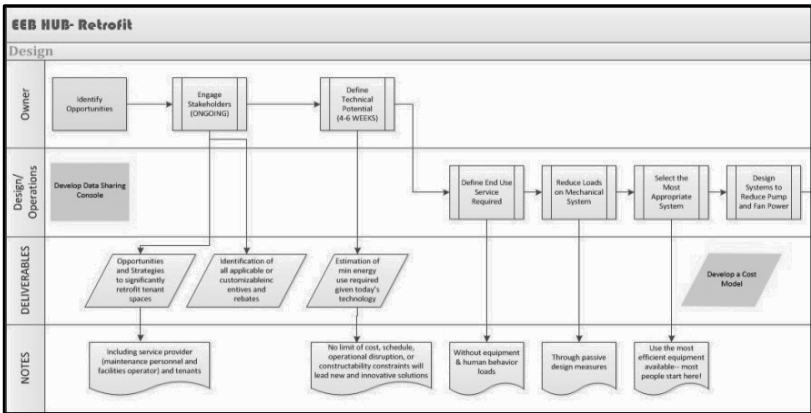 EEB HUB- Retrofit
Design
Owner
Identify
Opportunities
Engage
Stakeholders
(ONGOING)
Define
Technical
Potential
(4-6 WEEKS)
Design/
Operations
Develop Data Sharing
Console
Define End Use
Service
Required
Reduce Loads
on Mechanical
System
Select the
Most
Appropriate
System
Design
Systems to
Reduce Pump
and Fan Power
DELIVERABLES
Opportunities
and Strategies
to significantly
retrofit tenant
spaces
Identification of
all applicable or
customizableinc
entives and
rebates
Estimation of
min energy
use required
given today's
technology
Develop a Cost
Model
NOTES
Including service provider
(maintenance personnel and
facilities operator) and tenants
No limit of cost, schedule,
operational disruption, or
constructability constraints will
lead new and innovative solutions
Without equipment
& human behavior
loads
Through passive
design measures
Use the most
efficient equipment
available-- most
people start here!